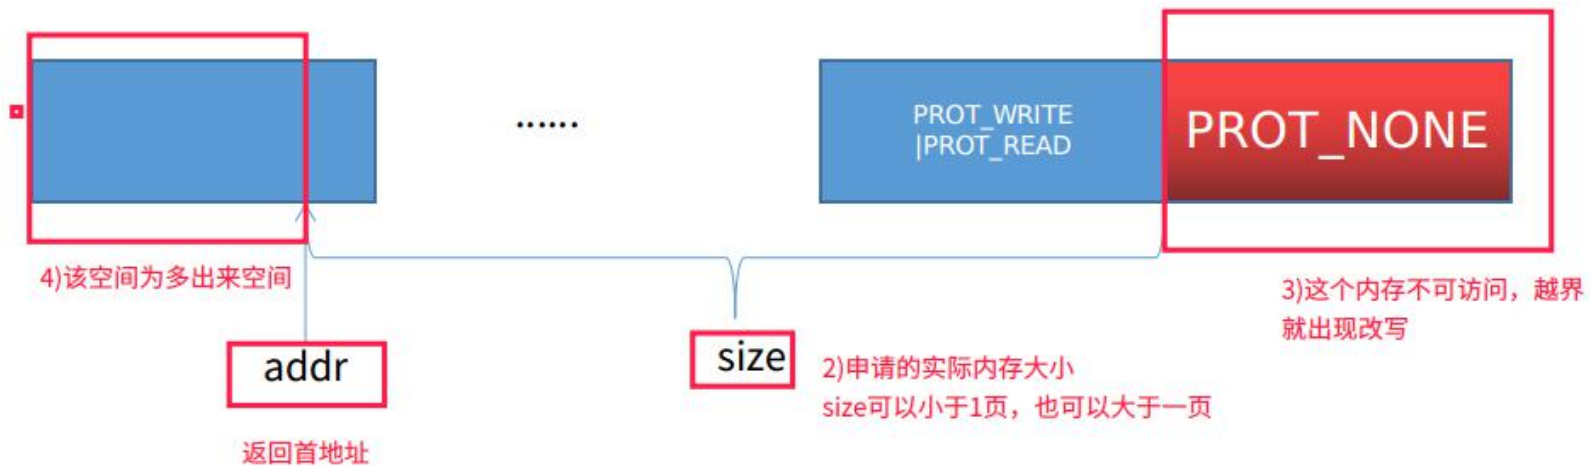 ......
PROT_WRITE
|PROT_READ
PROT_NONE
4)该空间为多出来空间
3)这个内存不可访问，越界
就出现改写
addr
size
2)申请的实际内存大小
size可以小于1页，也可以大于一页
返回首地址